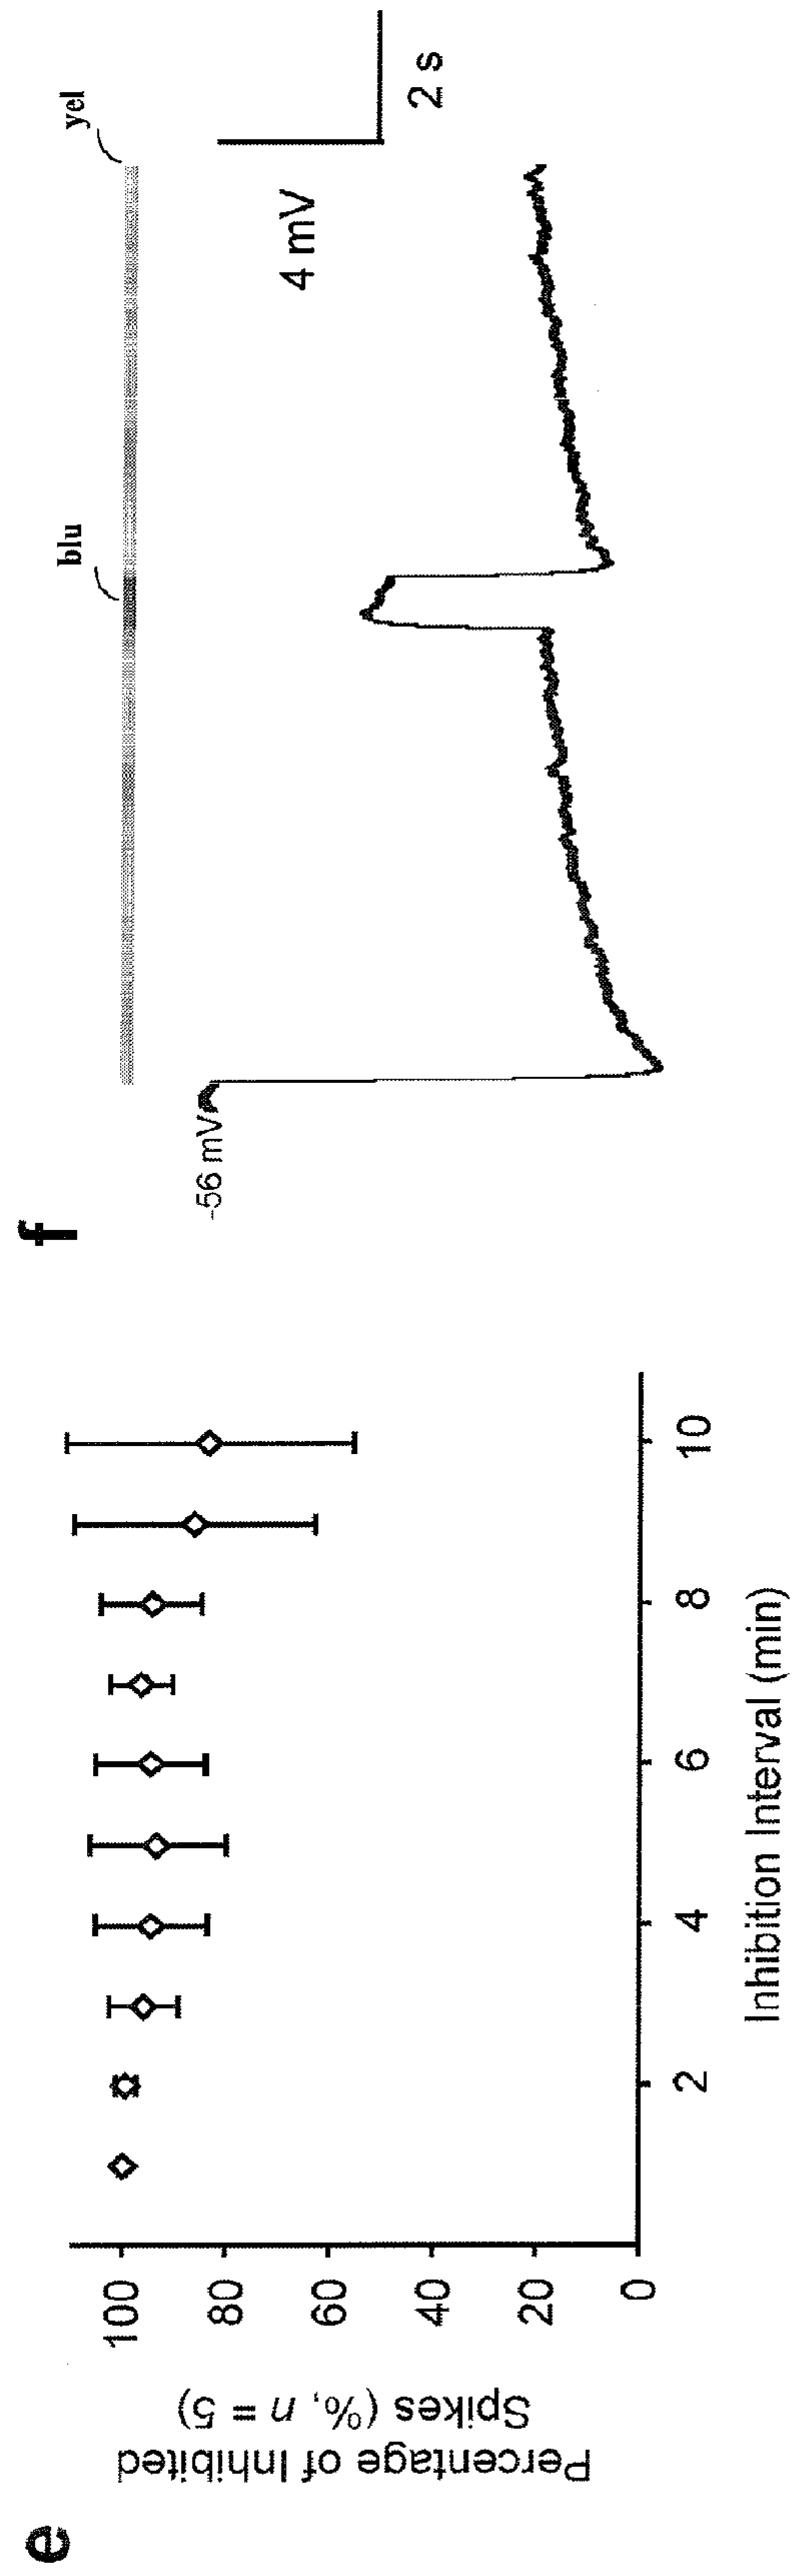 e
Percentage of Inhibited
Spikes (%, n = 5)
100
80
60
40
20
0
2
4
6
8
10
Inhibition Interval (min)
f
-56 mV
blu
yel
4 mV
2 s